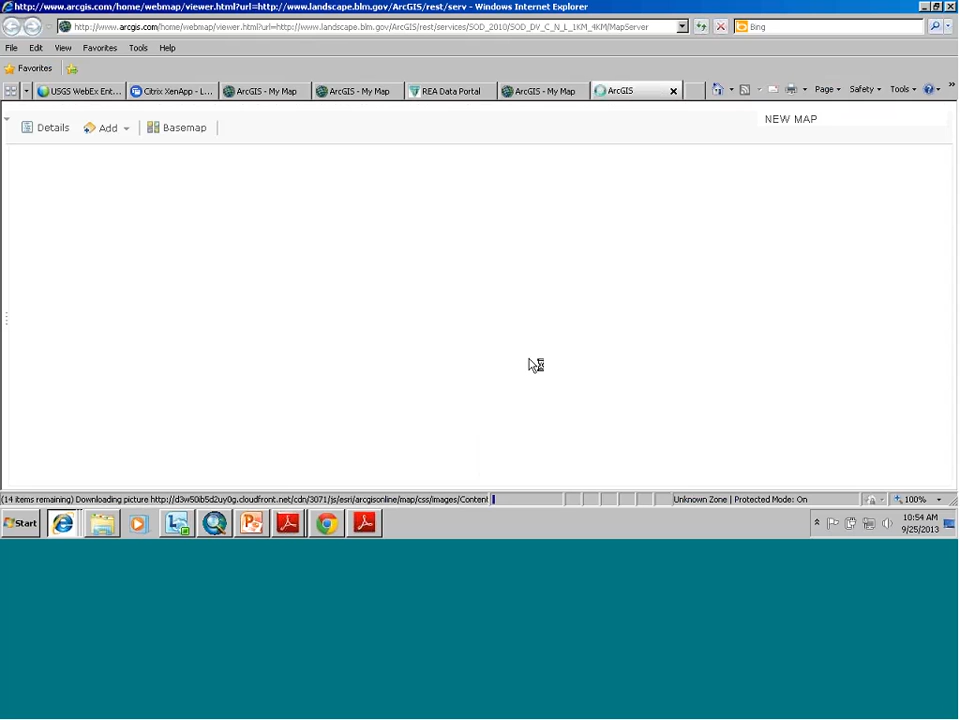 http://www.arcgis.com/home/webmap/viewer.html?url=http://www.landscape.blm.gov/ArcGIS/rest/serv - Windows Internet Explorer
http://www.arcgis.com/home/webmap/viewer.html?url=http://www.landscape.blm.gov/ArcGIS/rest/services/SOD_2010/SOD_DV_C_N_L_1KM_4KM/MapServer
Bing
File Edit View Favorites Tools Help
Favorites
USGS WebEx Ent... Citrix XenApp - L... ArcGIS - My Map ArcGIS - My Map REA Data Portal ArcGIS - My Map ArcGIS x
Page Safety Tools
Details Add Basemap
NEW MAP
(14 items remaining) Downloading picture http://d3w50ib5d2uy0g.cloudfront.net/cdn/3071/js/esri/arcgisonline/map/css/images/Content
Unknown Zone | Protected Mode: On
100%
Start
10:54 AM
9/25/2013